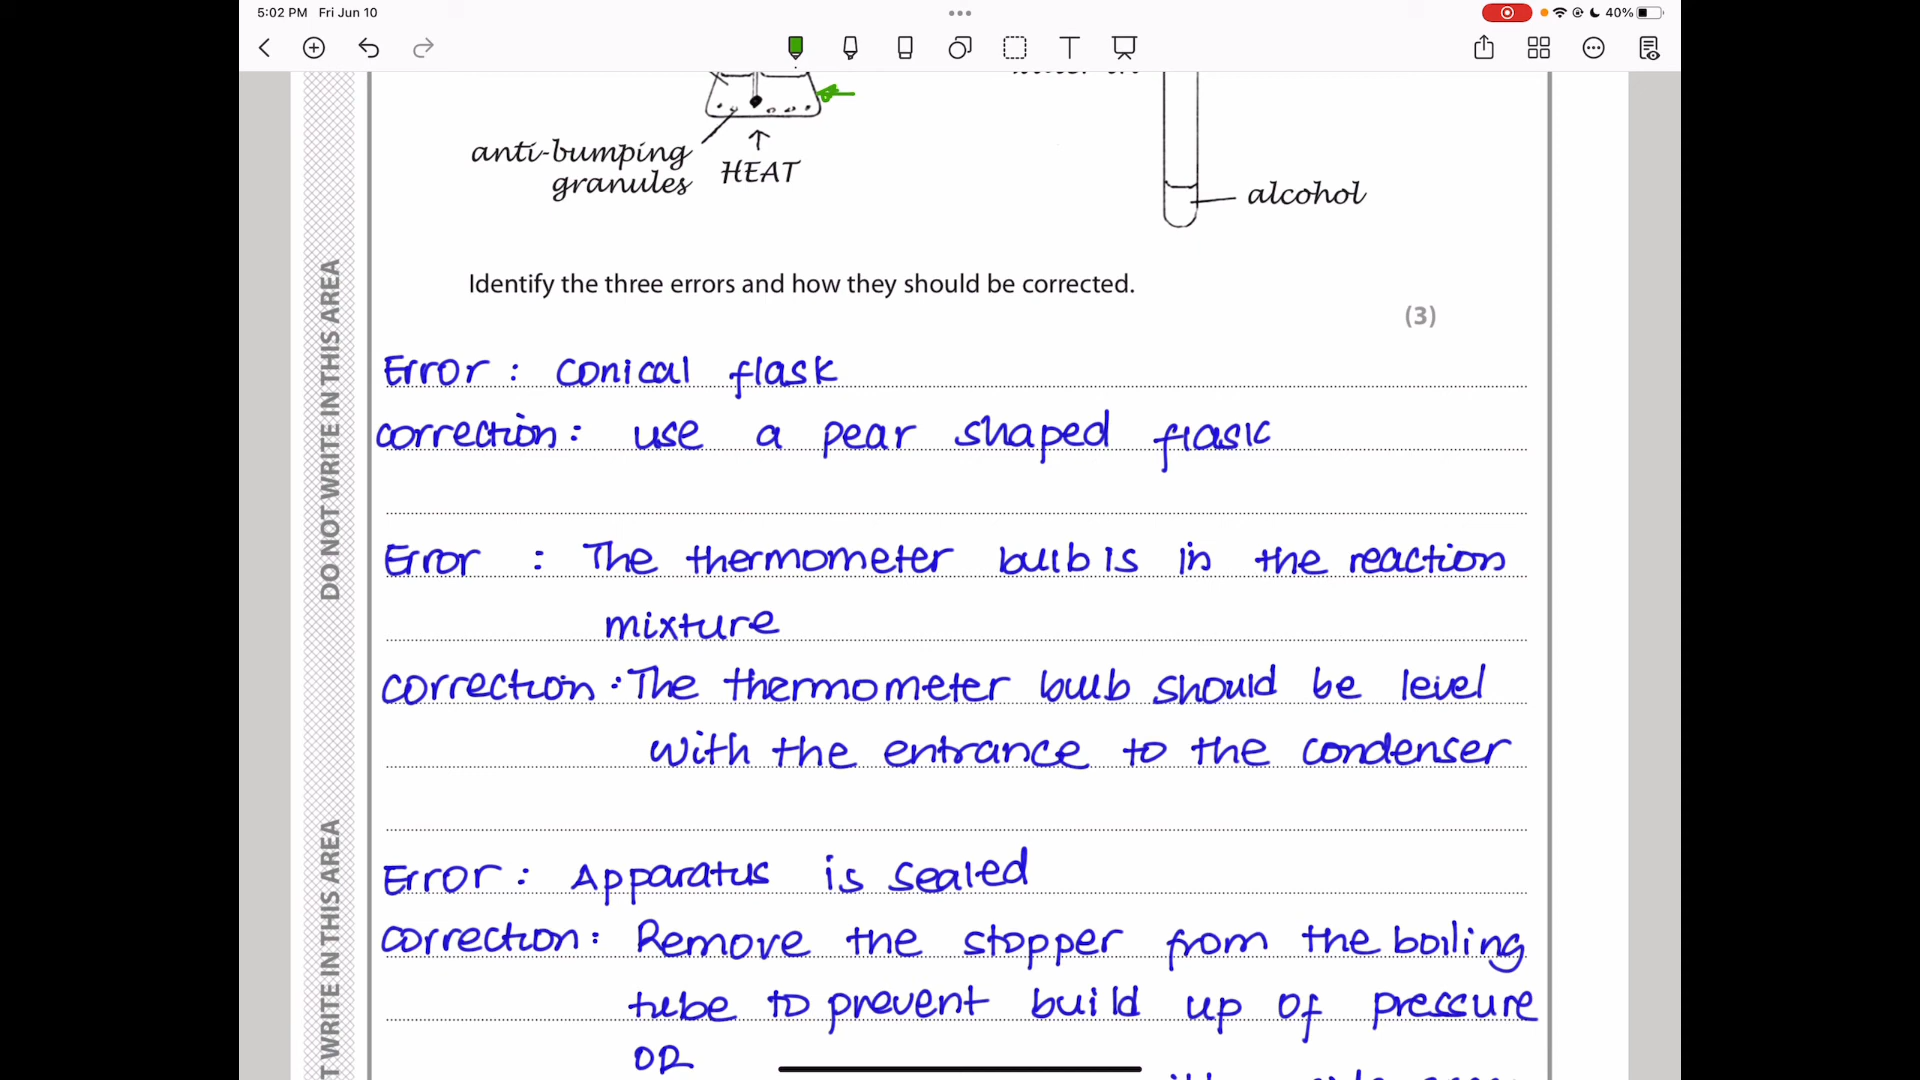 5:02 PM Fri Jun 10
40%
anti-bumping
granules
HEAT
alcohol
Identify the three errors and how they should be corrected.
(3)
DO NOT WRITE IN THIS AREA
Error : conical flask
correction : use a pear shaped flask
Error : The thermometer bulb is in the reaction
mixture
correction : The thermometer bulb should be level
with the entrance to the condenser
Error : Apparatus is sealed
correction : Remove the stopper from the boiling
tube to prevent build up of pressure
OR
T WRITE IN THIS AREA